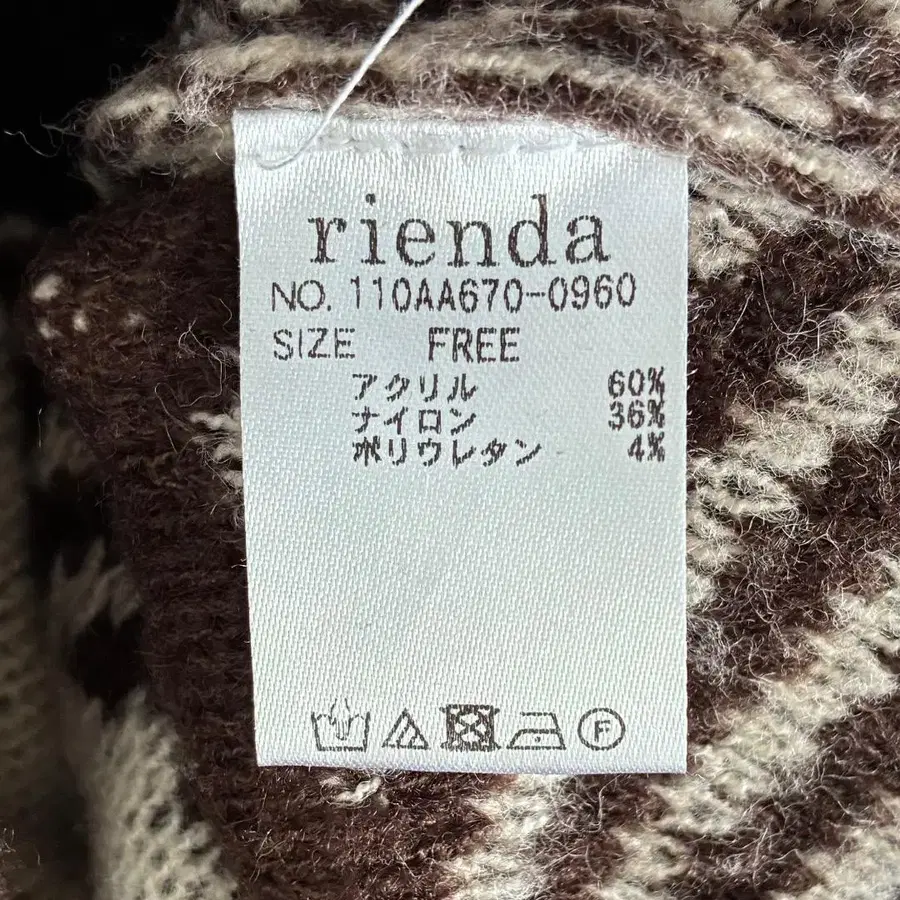 rienda
NO. 110AA670-0960
SIZE FREE
アクリル 60%
ナイロン 36%
ポリウレタン 4%
F